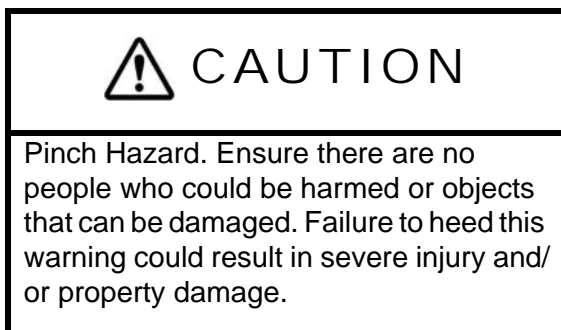 CAUTION
Pinch Hazard. Ensure there are no
people who could be harmed or objects
that can be damaged. Failure to heed this
warning could result in severe injury and/
or property damage.